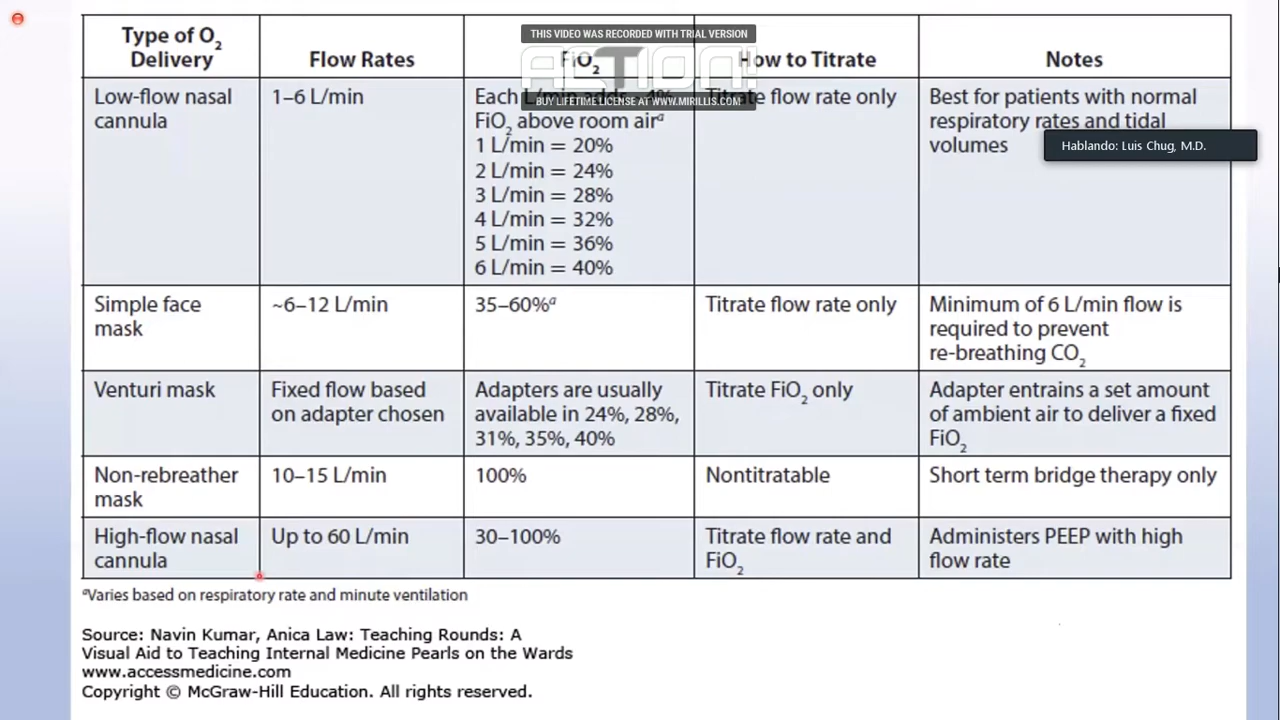 THIS VIDEO WAS RECORDED WITH TRIAL VERSION
ACTION!
BUY LIFETIME LICENSE AT WWW.MIRILLIS.COM
Type of O2
Delivery
Flow Rates
FiO2
How to Titrate
Notes
Low-flow nasal
cannula
1–6 L/min
Each L/min adds ~4%
FiO2 above room airª
1 L/min = 20%
2 L/min = 24%
3 L/min = 28%
4 L/min = 32%
5 L/min = 36%
6 L/min = 40%
Titrate flow rate only
Best for patients with normal
respiratory rates and tidal
volumes
Hablando: Luis Chug, M.D.
Simple face
mask
~6–12 L/min
35–60%ª
Titrate flow rate only
Minimum of 6 L/min flow is
required to prevent
re-breathing CO2
Venturi mask
Fixed flow based
on adapter chosen
Adapters are usually
available in 24%, 28%,
31%, 35%, 40%
Titrate FiO2 only
Adapter entrains a set amount
of ambient air to deliver a fixed
FiO2
Non-rebreather
mask
10–15 L/min
100%
Nontitratable
Short term bridge therapy only
High-flow nasal
cannula
Up to 60 L/min
30–100%
Titrate flow rate and
FiO2
Administers PEEP with high
flow rate
ªVaries based on respiratory rate and minute ventilation
Source: Navin Kumar, Anica Law: Teaching Rounds: A
Visual Aid to Teaching Internal Medicine Pearls on the Wards
www.accessmedicine.com
Copyright © McGraw-Hill Education. All rights reserved.